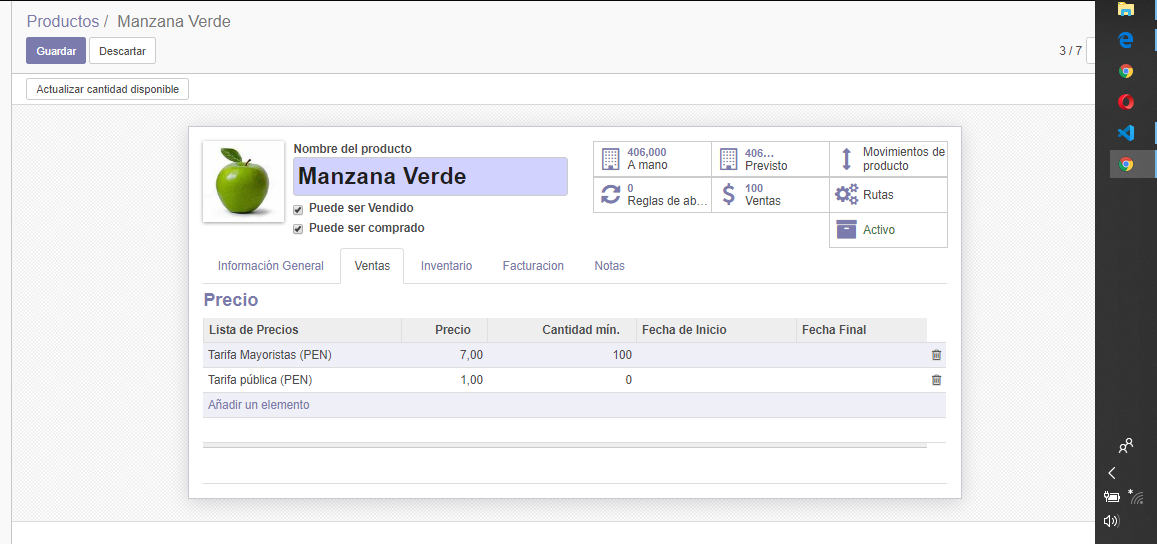 Productos / Manzana Verde
Guardar Descartar
3 / 7
Actualizar cantidad disponible
Nombre del producto
Manzana Verde
Puede ser Vendido
Puede ser comprado
406,000
A mano
406...
Previsto
Movimientos de
producto
0
Reglas de ab...
100
Ventas
Rutas
Activo
Información General Ventas Inventario Facturacion Notas
Precio
Lista de Precios Precio Cantidad mín. Fecha de Inicio Fecha Final
Tarifa Mayoristas (PEN) 7,00 100
Tarifa pública (PEN) 1,00 0
Añadir un elemento